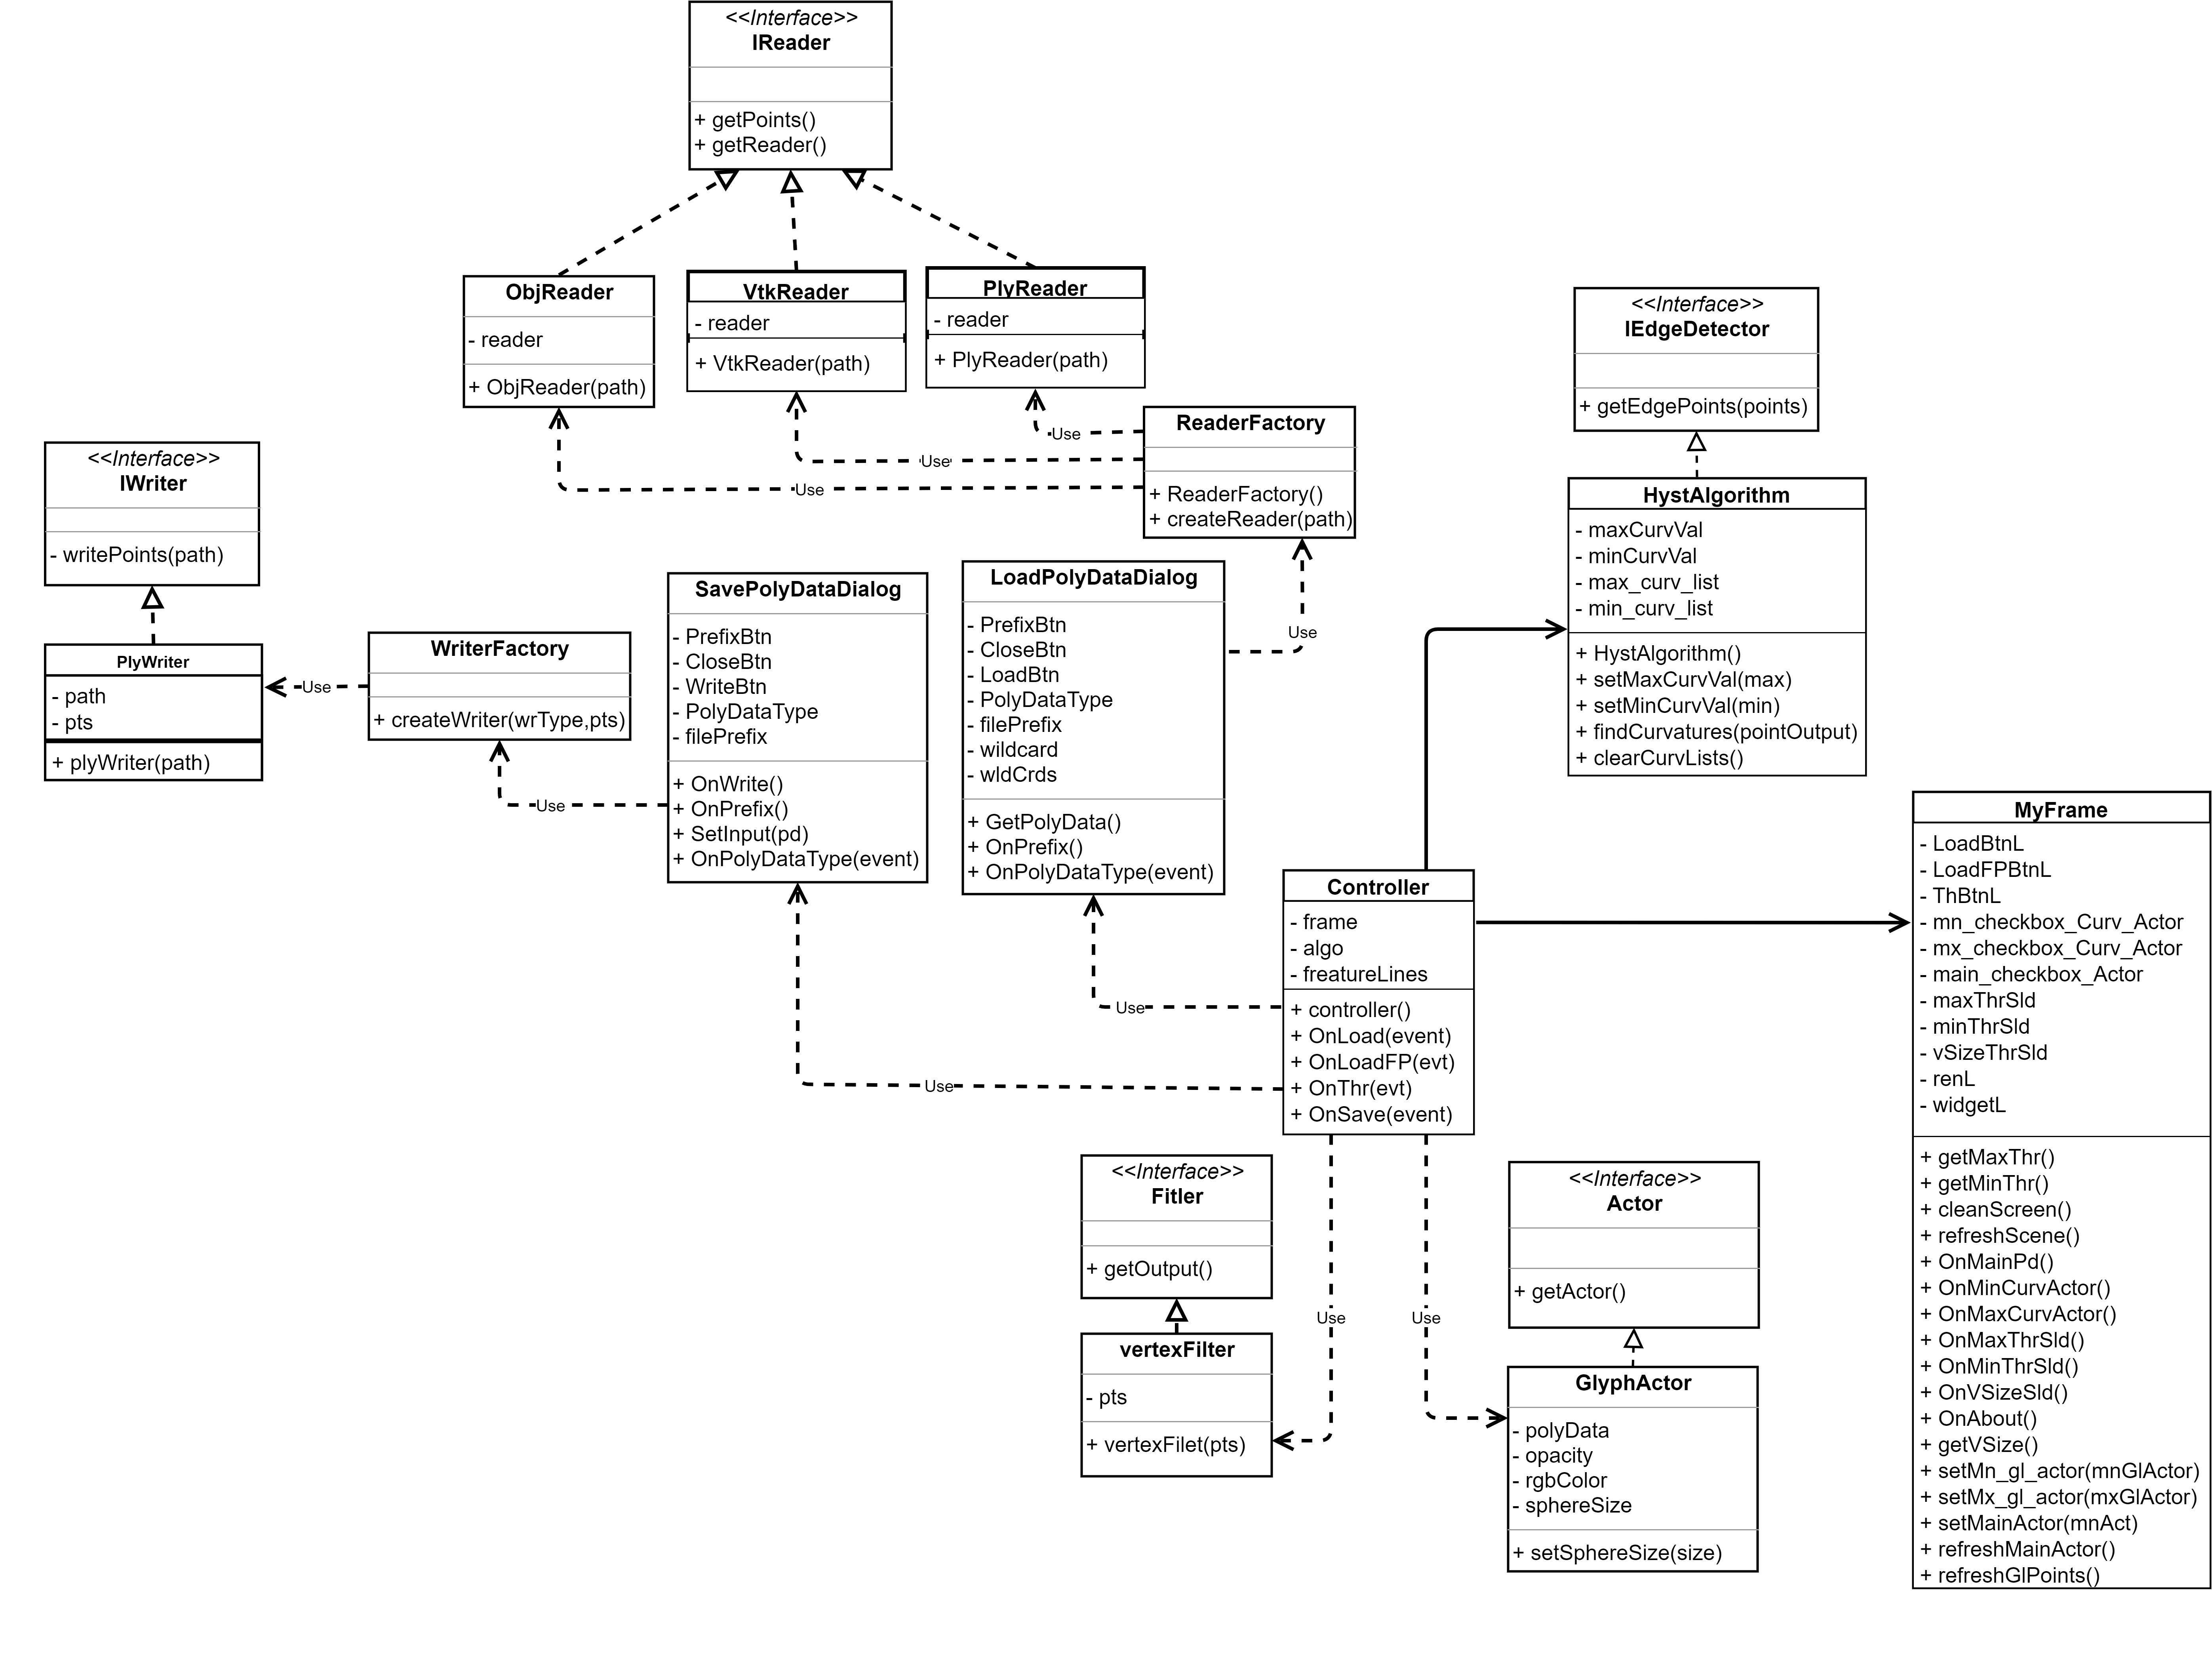 <<Interface>>
IReader
+ getPoints()
+ getReader()
ObjReader
- reader
+ ObjReader(path)
VtkReader
- reader
+ VtkReader(path)
PlyReader
- reader
+ PlyReader(path)
<<Interface>>
IEdgeDetector
+ getEdgePoints(points)
ReaderFactory
+ ReaderFactory()
+ createReader(path)
Use
Use
Use
<<Interface>>
IWriter
- writePoints(path)
HystAlgorithm
- maxCurvVal
- minCurvVal
- max_curv_list
- min_curv_list
+ HystAlgorithm()
+ setMaxCurvVal(max)
+ setMinCurvVal(min)
+ findCurvatures(pointOutput)
+ clearCurvLists()
PlyWriter
- path
- pts
+ plyWriter(path)
Use
WriterFactory
+ createWriter(wrType,pts)
Use
SavePolyDataDialog
- PrefixBtn
- CloseBtn
- WriteBtn
- PolyDataType
- filePrefix
+ OnWrite()
+ OnPrefix()
+ SetInput(pd)
+ OnPolyDataType(event)
LoadPolyDataDialog
- PrefixBtn
- CloseBtn
- LoadBtn
- PolyDataType
- filePrefix
- wildcard
- wldCrds
+ GetPolyData()
+ OnPrefix()
+ OnPolyDataType(event)
Use
Controller
- frame
- algo
- freatureLines
+ controller()
+ OnLoad(event)
+ OnLoadFP(evt)
+ OnThr(evt)
+ OnSave(event)
Use
Use
MyFrame
- LoadBtnL
- LoadFPBtnL
- ThBtnL
- mn_checkbox_Curv_Actor
- mx_checkbox_Curv_Actor
- main_checkbox_Actor
- maxThrSld
- minThrSld
- vSizeThrSld
- renL
- widgetL
+ getMaxThr()
+ getMinThr()
+ cleanScreen()
+ refreshScene()
+ OnMainPd()
+ OnMinCurvActor()
+ OnMaxCurvActor()
+ OnMaxThrSld()
+ OnMinThrSld()
+ OnVSizeSld()
+ OnAbout()
+ getVSize()
+ setMn_gl_actor(mnGlActor)
+ setMx_gl_actor(mxGlActor)
+ setMainActor(mnAct)
+ refreshMainActor()
+ refreshGlPoints()
<<Interface>>
Fitler
+ getOutput()
vertexFilter
- pts
+ vertexFilet(pts)
Use
Use
<<Interface>>
Actor
+ getActor()
GlyphActor
- polyData
- opacity
- rgbColor
- sphereSize
+ setSphereSize(size)